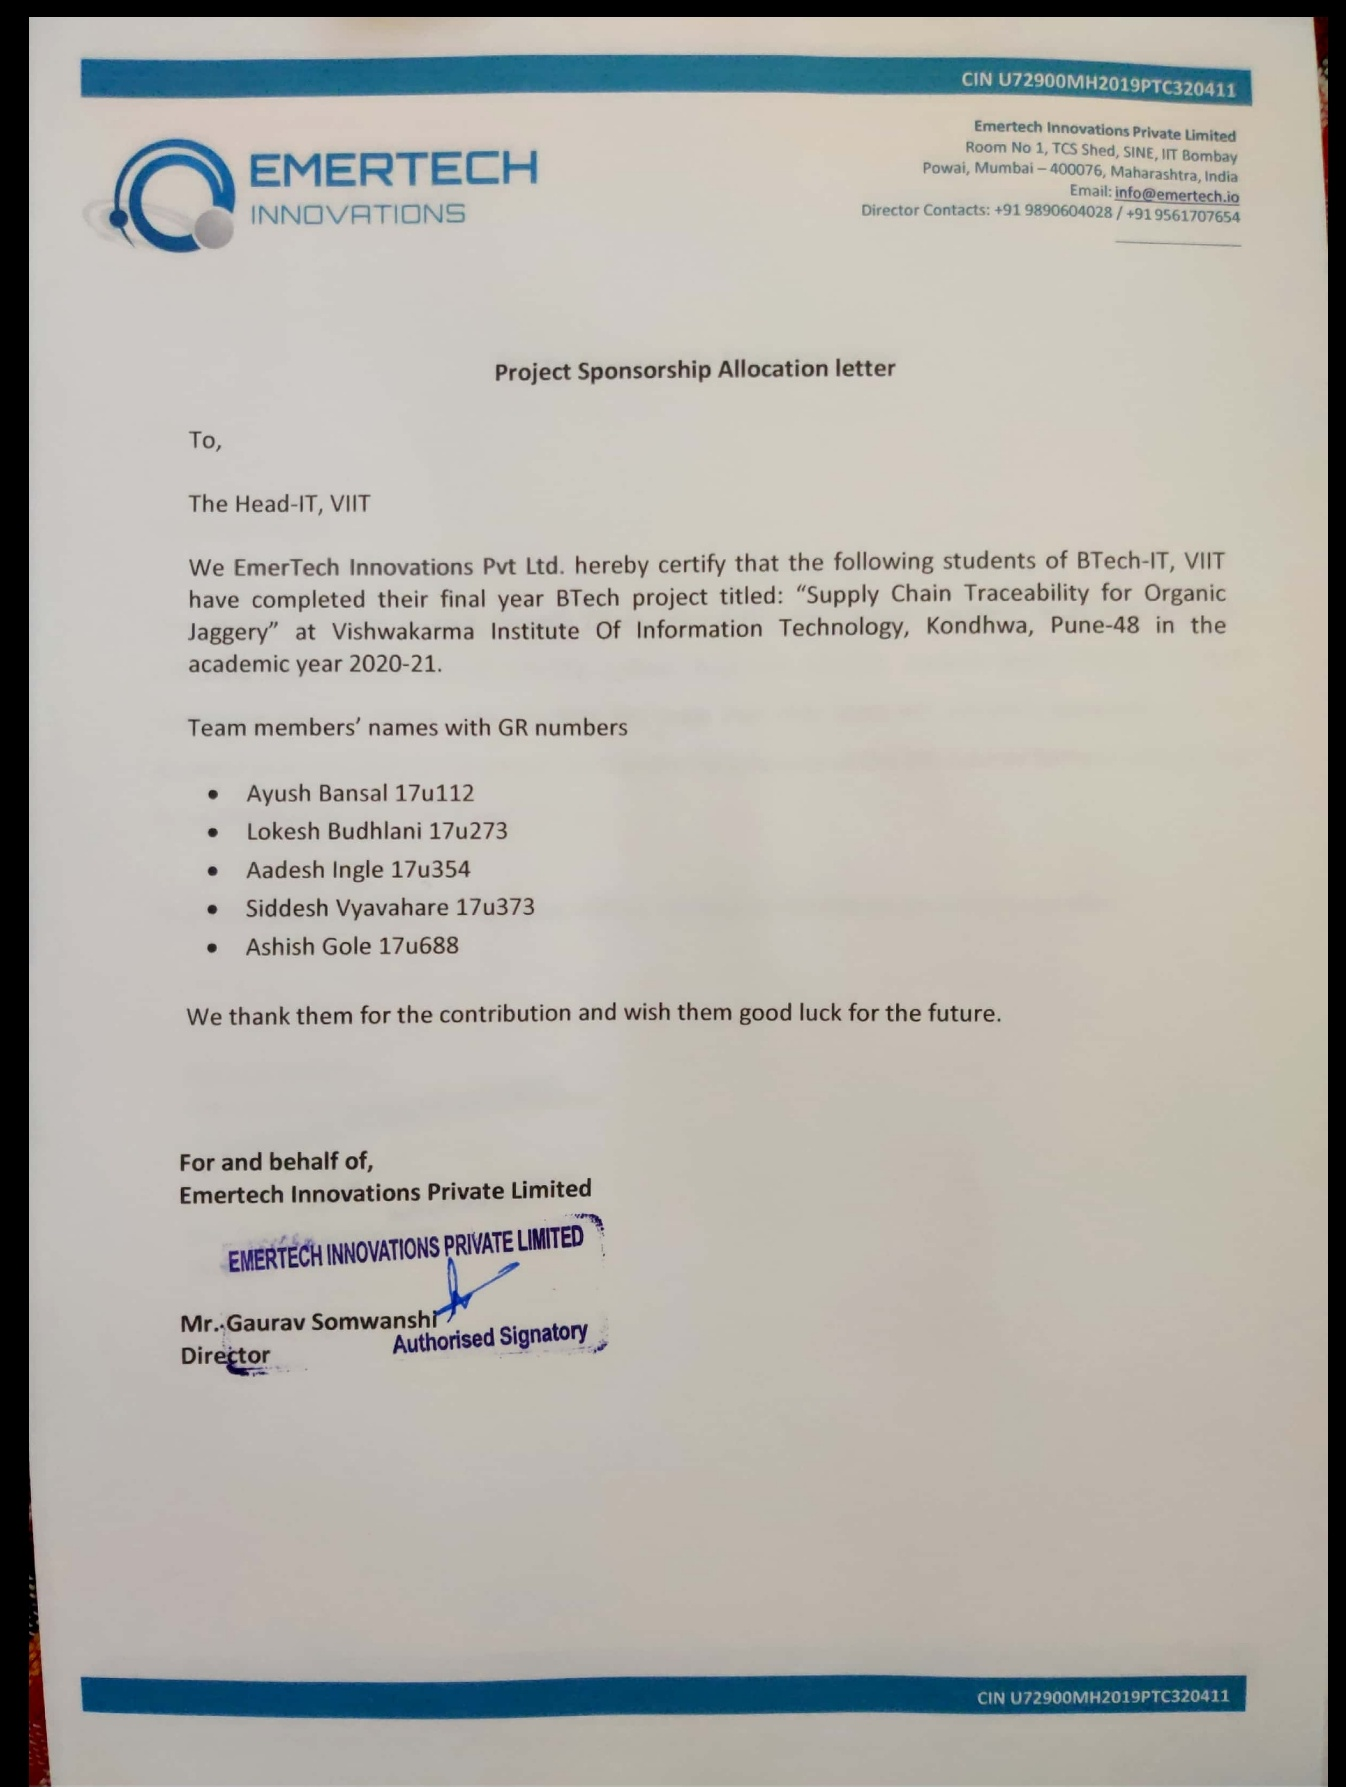 CIN U72900MH2019PTC320411
EMERTECH
INNOVATIONS
Emertech Innovations Private Limited
Room No 1, TCS Shed, SINE, IIT Bombay
Powai, Mumbai – 400076, Maharashtra, India
Email: info@emertech.io
Director Contacts: +91 9890604028 / +91 9561707654
Project Sponsorship Allocation letter
To,
The Head-IT, VIIT
We EmerTech Innovations Pvt Ltd. hereby certify that the following students of BTech-IT, VIIT
have completed their final year BTech project titled: “Supply Chain Traceability for Organic
Jaggery” at Vishwakarma Institute Of Information Technology, Kondhwa, Pune-48 in the
academic year 2020-21.
Team members’ names with GR numbers
• Ayush Bansal 17u112
• Lokesh Budhlani 17u273
• Aadesh Ingle 17u354
• Siddesh Vyavahare 17u373
• Ashish Gole 17u688
We thank them for the contribution and wish them good luck for the future.
For and behalf of,
Emertech Innovations Private Limited
EMERTECH INNOVATIONS PRIVATE LIMITED
Mr. Gaurav Somwanshi
Authorised Signatory
Director
CIN U72900MH2019PTC320411